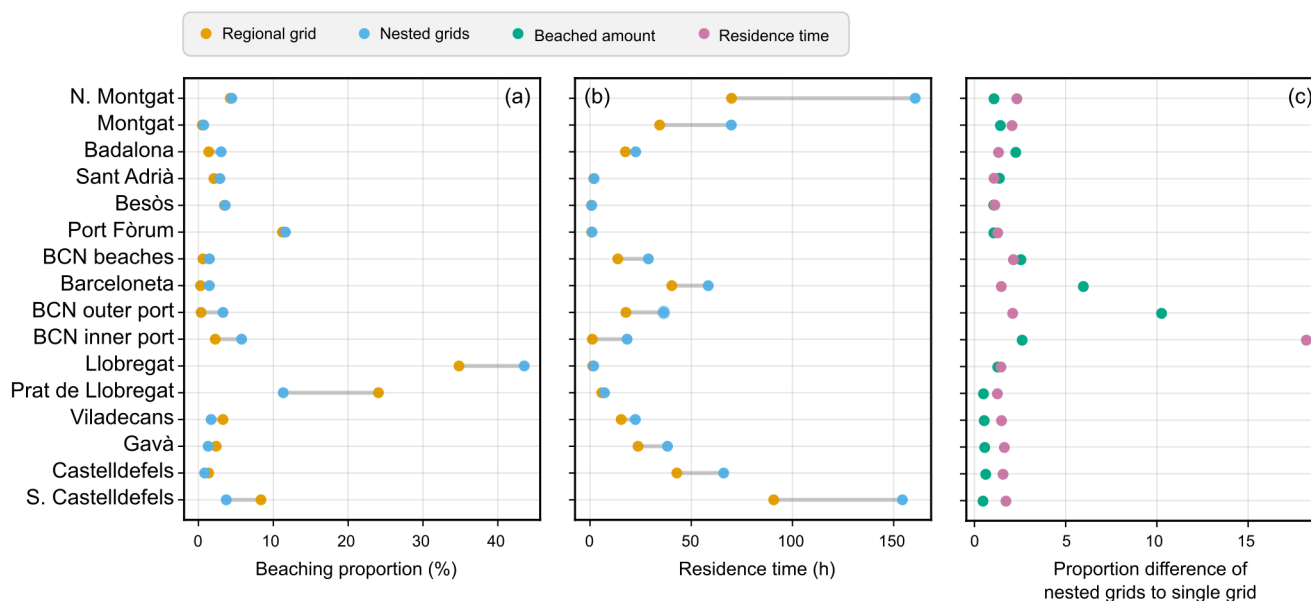 Regional grid
Nested grids
Beached amount
Residence time
N. Montgat
Montgat
Badalona
Sant Adrià
Besòs
Port Fòrum
BCN beaches
Barceloneta
BCN outer port
BCN inner port
Llobregat
Prat de Llobregat
Viladecans
Gavà
Castelldefels
S. Castelldefels
(a)
0 10 20 30 40
Beaching proportion (%)
(b)
0 50 100 150
Residence time (h)
(c)
0 5 10 15
Proportion difference of
nested grids to single grid